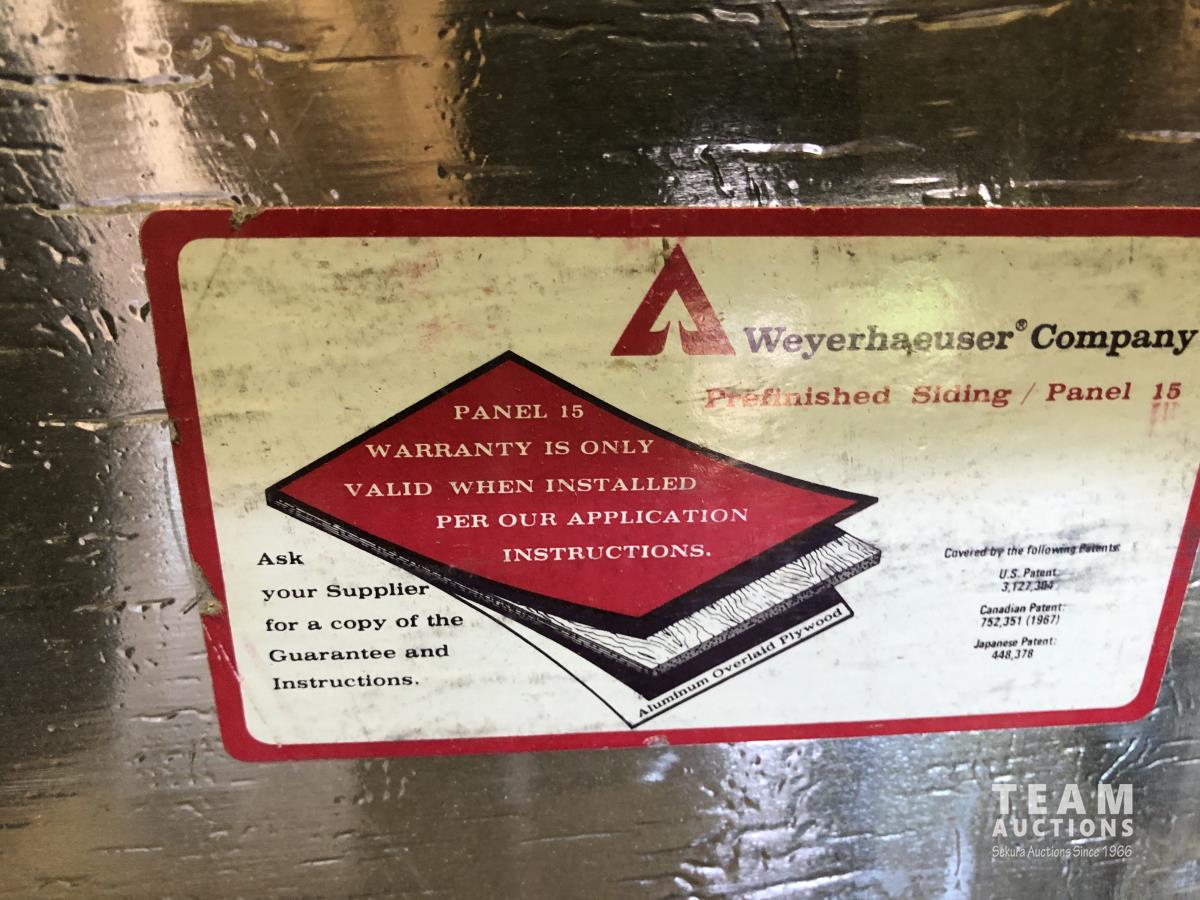 Weyerhaeuser® Company
Prefinished Siding / Panel 15
PANEL 15
WARRANTY IS ONLY
VALID WHEN INSTALLED
PER OUR APPLICATION
INSTRUCTIONS.
Ask
your Supplier
for a copy of the
Guarantee and
Instructions.
Aluminum Overlaid Plywood
Covered by the following Patents:
U.S. Patent:
3,127,304
Canadian Patent:
752,351 (1967)
Japanese Patent:
448,378
TEAM
AUCTIONS
Sekura Auctions Since 1966